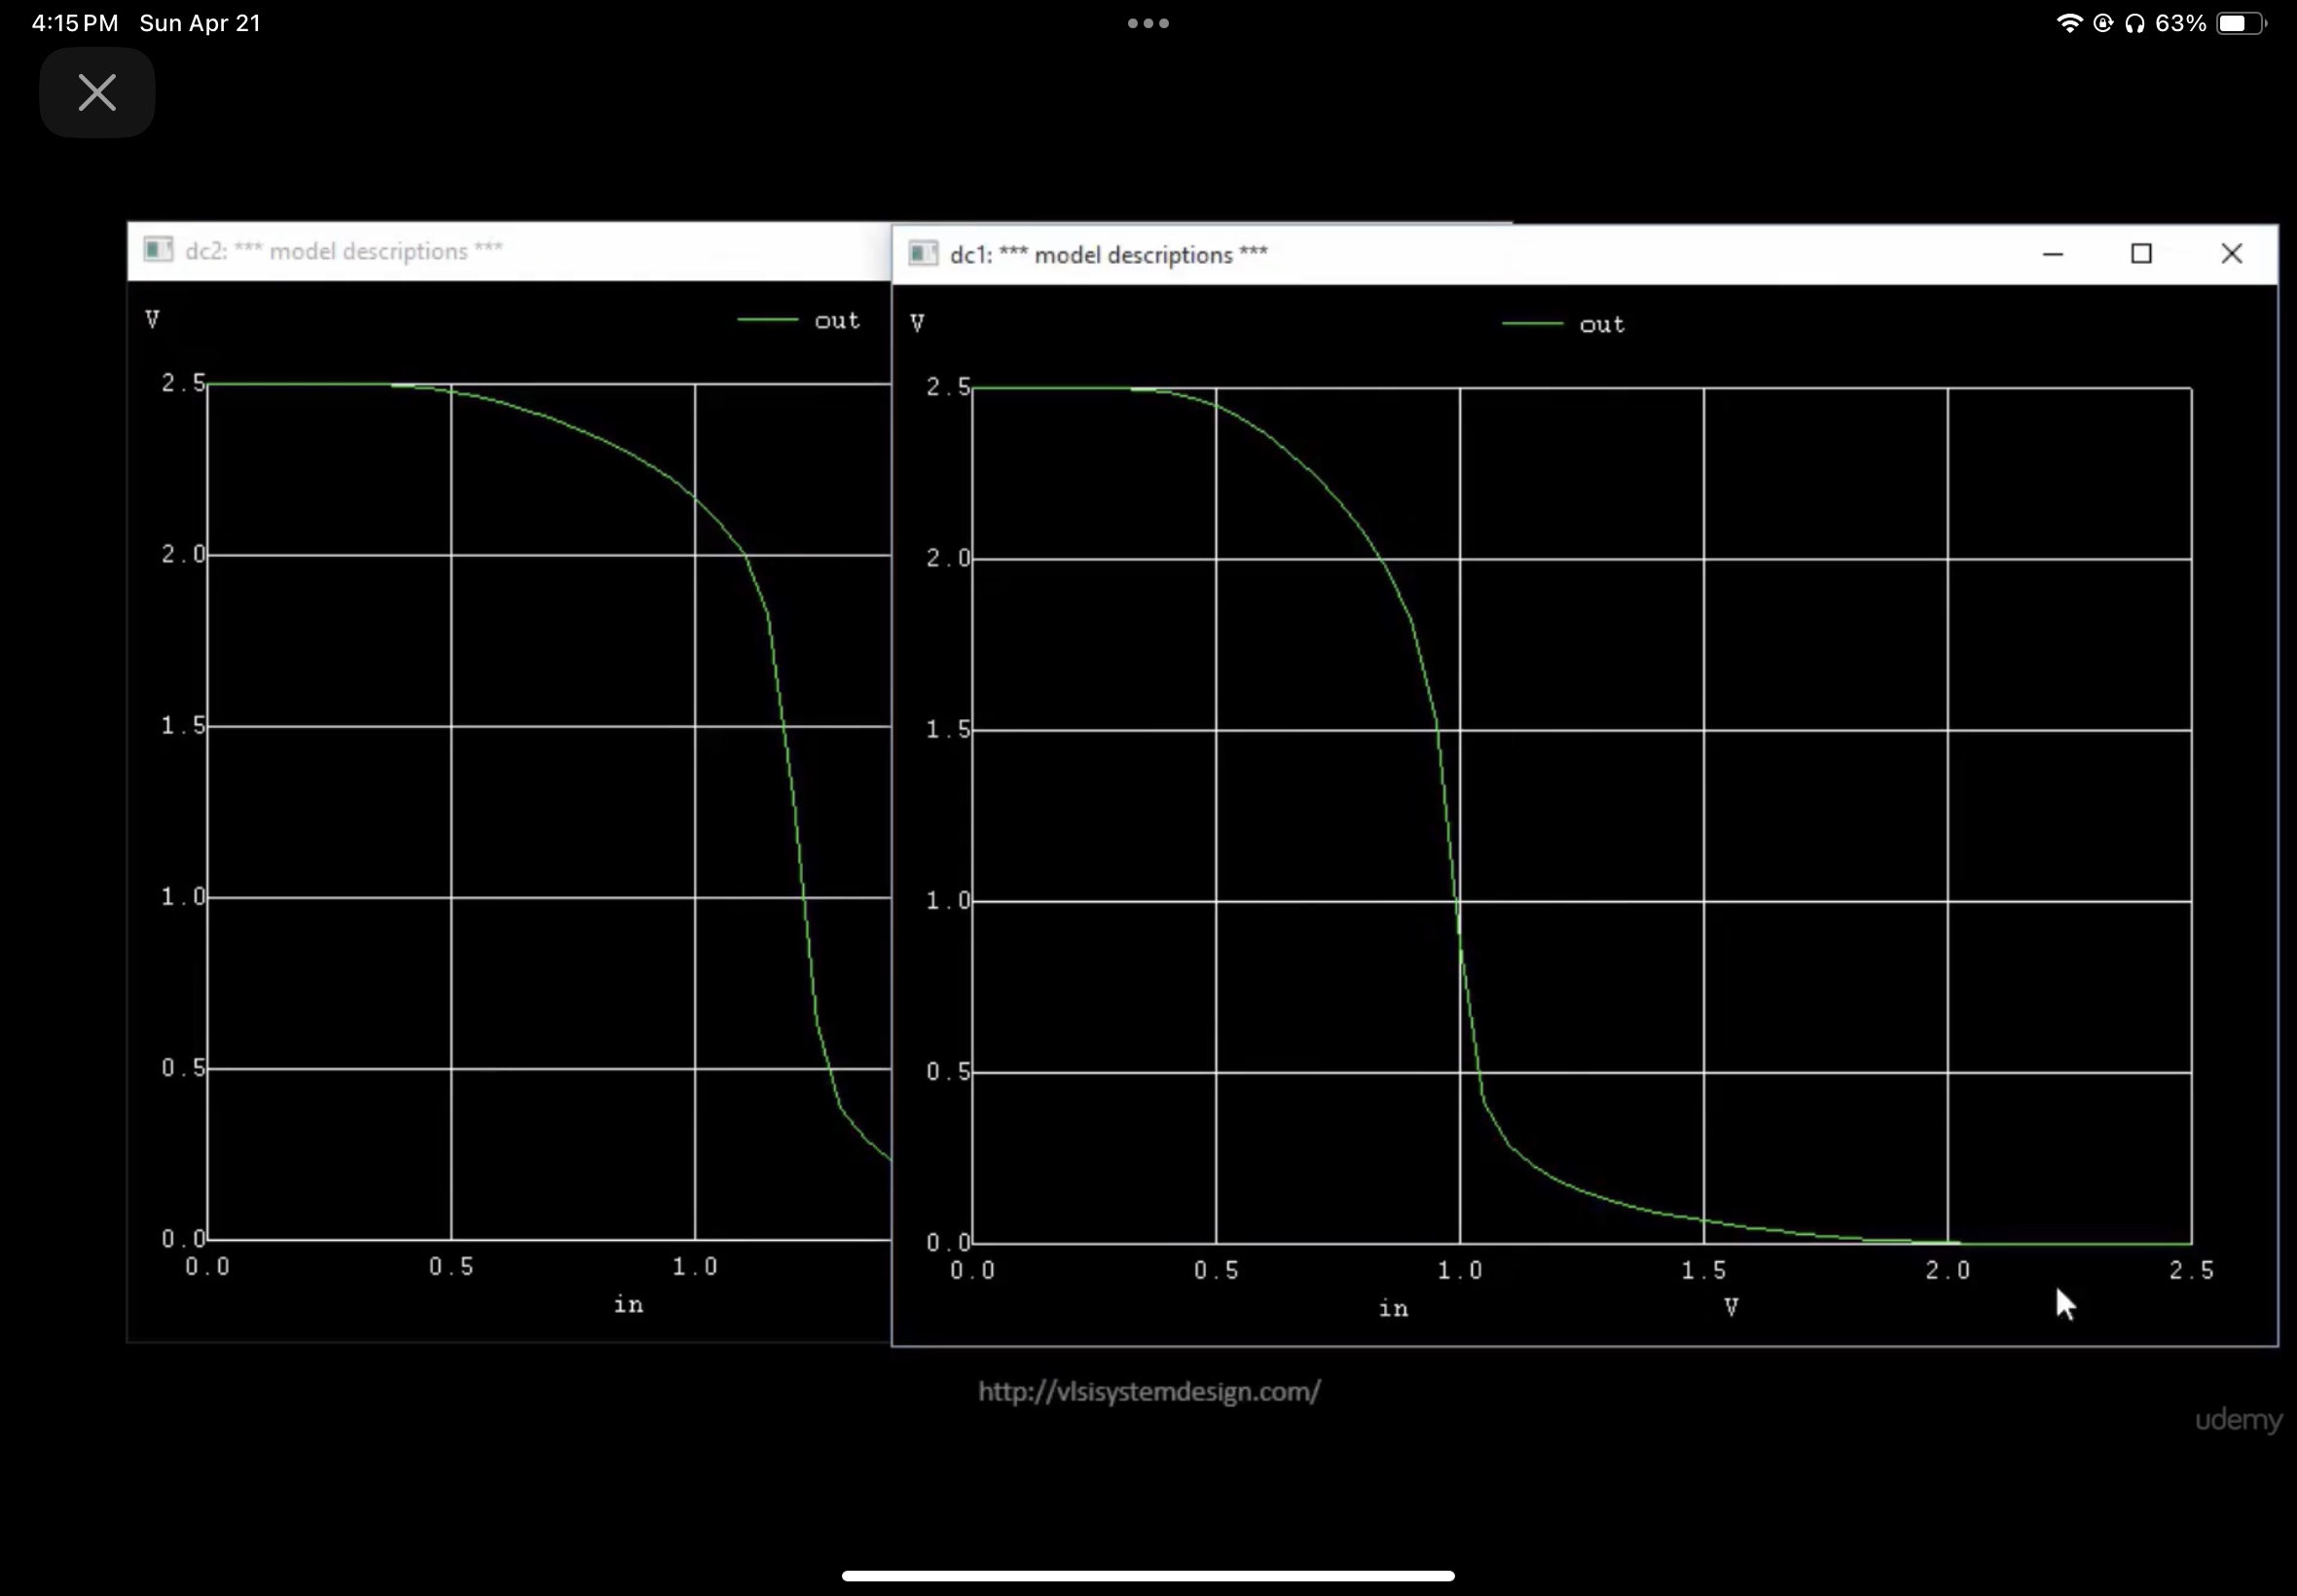 4:15 PM Sun Apr 21
63%
dc2: *** model descriptions ***
V
out
2.5
2.0
1.5
1.0
0.5
0.0
0.0 0.5 1.0
in
dc1: *** model descriptions ***
V
out
2.5
2.0
1.5
1.0
0.5
0.0
0.0 0.5 1.0 1.5 2.0 2.5
in V
http://vlsisystemdesign.com/
udemy